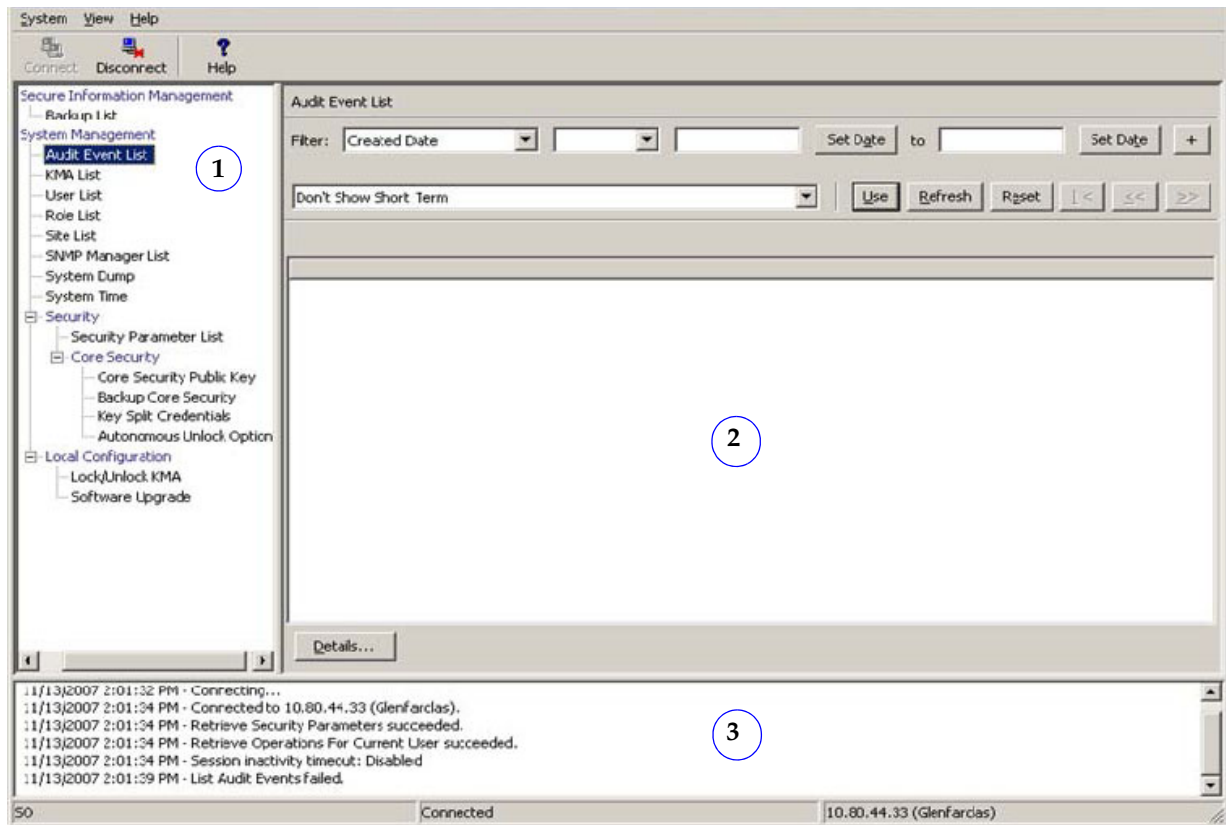 System View Help
Connect Disconnect Help
Secure Information Management
Backup List
System Management
Audit Event List
KMA List
User List
Role List
Site List
SNMP Manager List
System Dump
System Time
Security
Security Parameter List
Core Security
Core Security Public Key
Backup Core Security
Key Split Credentials
Autonomous Unlock Option
Local Configuration
Lock/Unlock KMA
Software Upgrade
1
Audit Event List
Filter: Created Date Set Date to Set Date +
Don't Show Short Term Use Refresh Reset |< << >>
2
Details...
11/13/2007 2:01:32 PM - Connecting...
11/13/2007 2:01:34 PM - Connected to 10.80.44.33 (Glenfarclas).
11/13/2007 2:01:34 PM - Retrieve Security Parameters succeeded.
11/13/2007 2:01:34 PM - Retrieve Operations For Current User succeeded.
11/13/2007 2:01:34 PM - Session inactivity timeout: Disabled
11/13/2007 2:01:39 PM - List Audit Events failed.
3
SO Connected 10.80.44.33 (Glenfarclas)